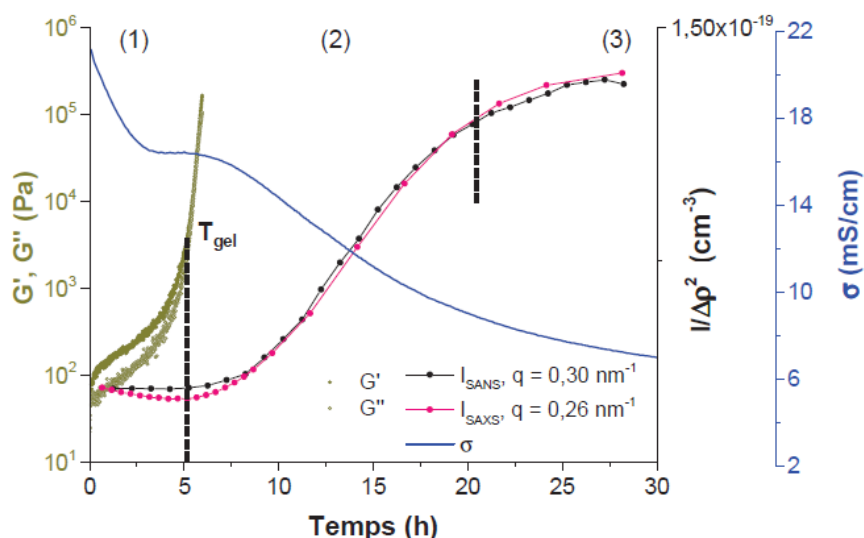 (1) (2) (3)
10⁶
10⁵
10⁴
10³
10²
10¹
G', G'' (Pa)
T_gel
G'
G''
I_SANS, q = 0,30 nm⁻¹
I_SAXS, q = 0,26 nm⁻¹
σ
0 5 10 15 20 25 30
Temps (h)
1,50x10⁻¹⁹
I/Δρ² (cm⁻³)
22
18
14
10
6
2
σ (mS/cm)